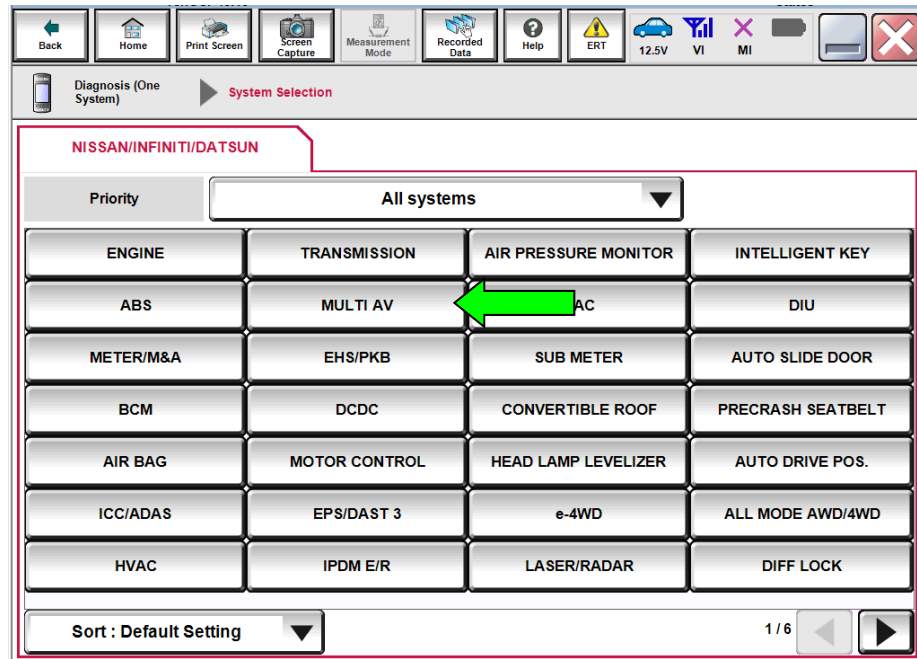 Back
Home
Print Screen
Screen
Capture
Measurement
Mode
Recorded
Data
Help
ERT
12.5V
VI
MI
Diagnosis (One
System)
System Selection
NISSAN/INFINITI/DATSUN
Priority
All systems
ENGINE
TRANSMISSION
AIR PRESSURE MONITOR
INTELLIGENT KEY
ABS
MULTI AV
AC
DIU
METER/M&A
EHS/PKB
SUB METER
AUTO SLIDE DOOR
BCM
DCDC
CONVERTIBLE ROOF
PRECRASH SEATBELT
AIR BAG
MOTOR CONTROL
HEAD LAMP LEVELIZER
AUTO DRIVE POS.
ICC/ADAS
EPS/DAST 3
e-4WD
ALL MODE AWD/4WD
HVAC
IPDM E/R
LASER/RADAR
DIFF LOCK
Sort : Default Setting
1 / 6